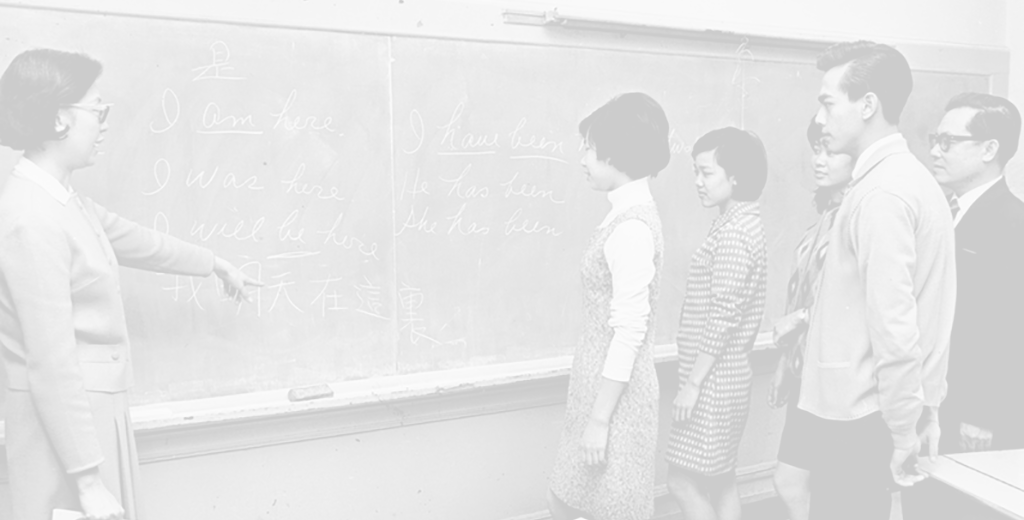 是
I am here.
I was here
I will be here
我明天在這裏
I have been
He has been
She has been